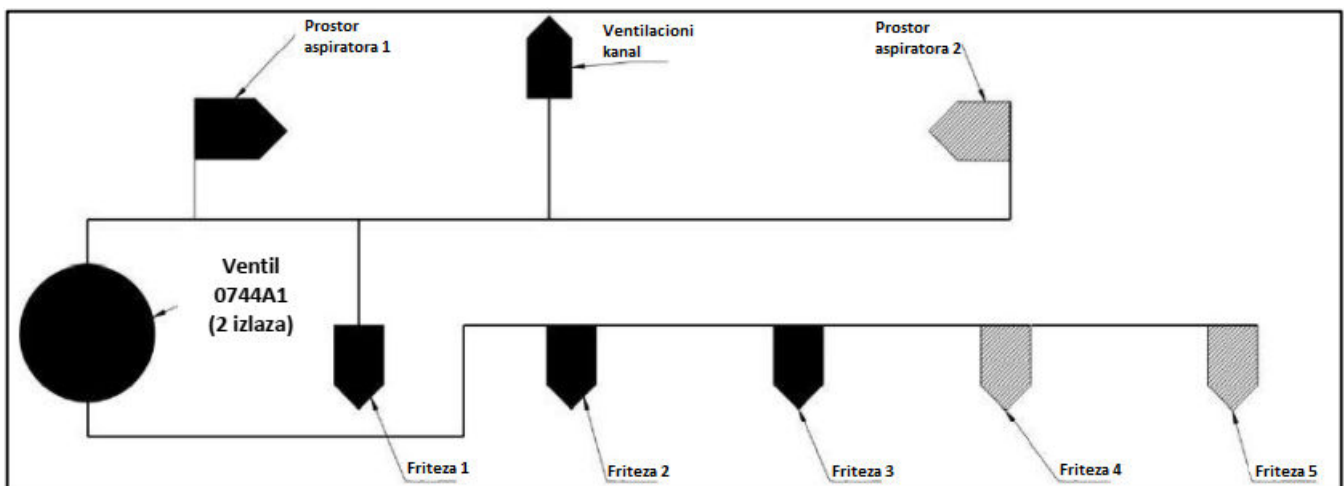 Prostor
aspiratora 1
Ventilacioni
kanal
Prostor
aspiratora 2
Ventil
0744A1
(2 izlaza)
Friteza 1
Friteza 2
Friteza 3
Friteza 4
Friteza 5